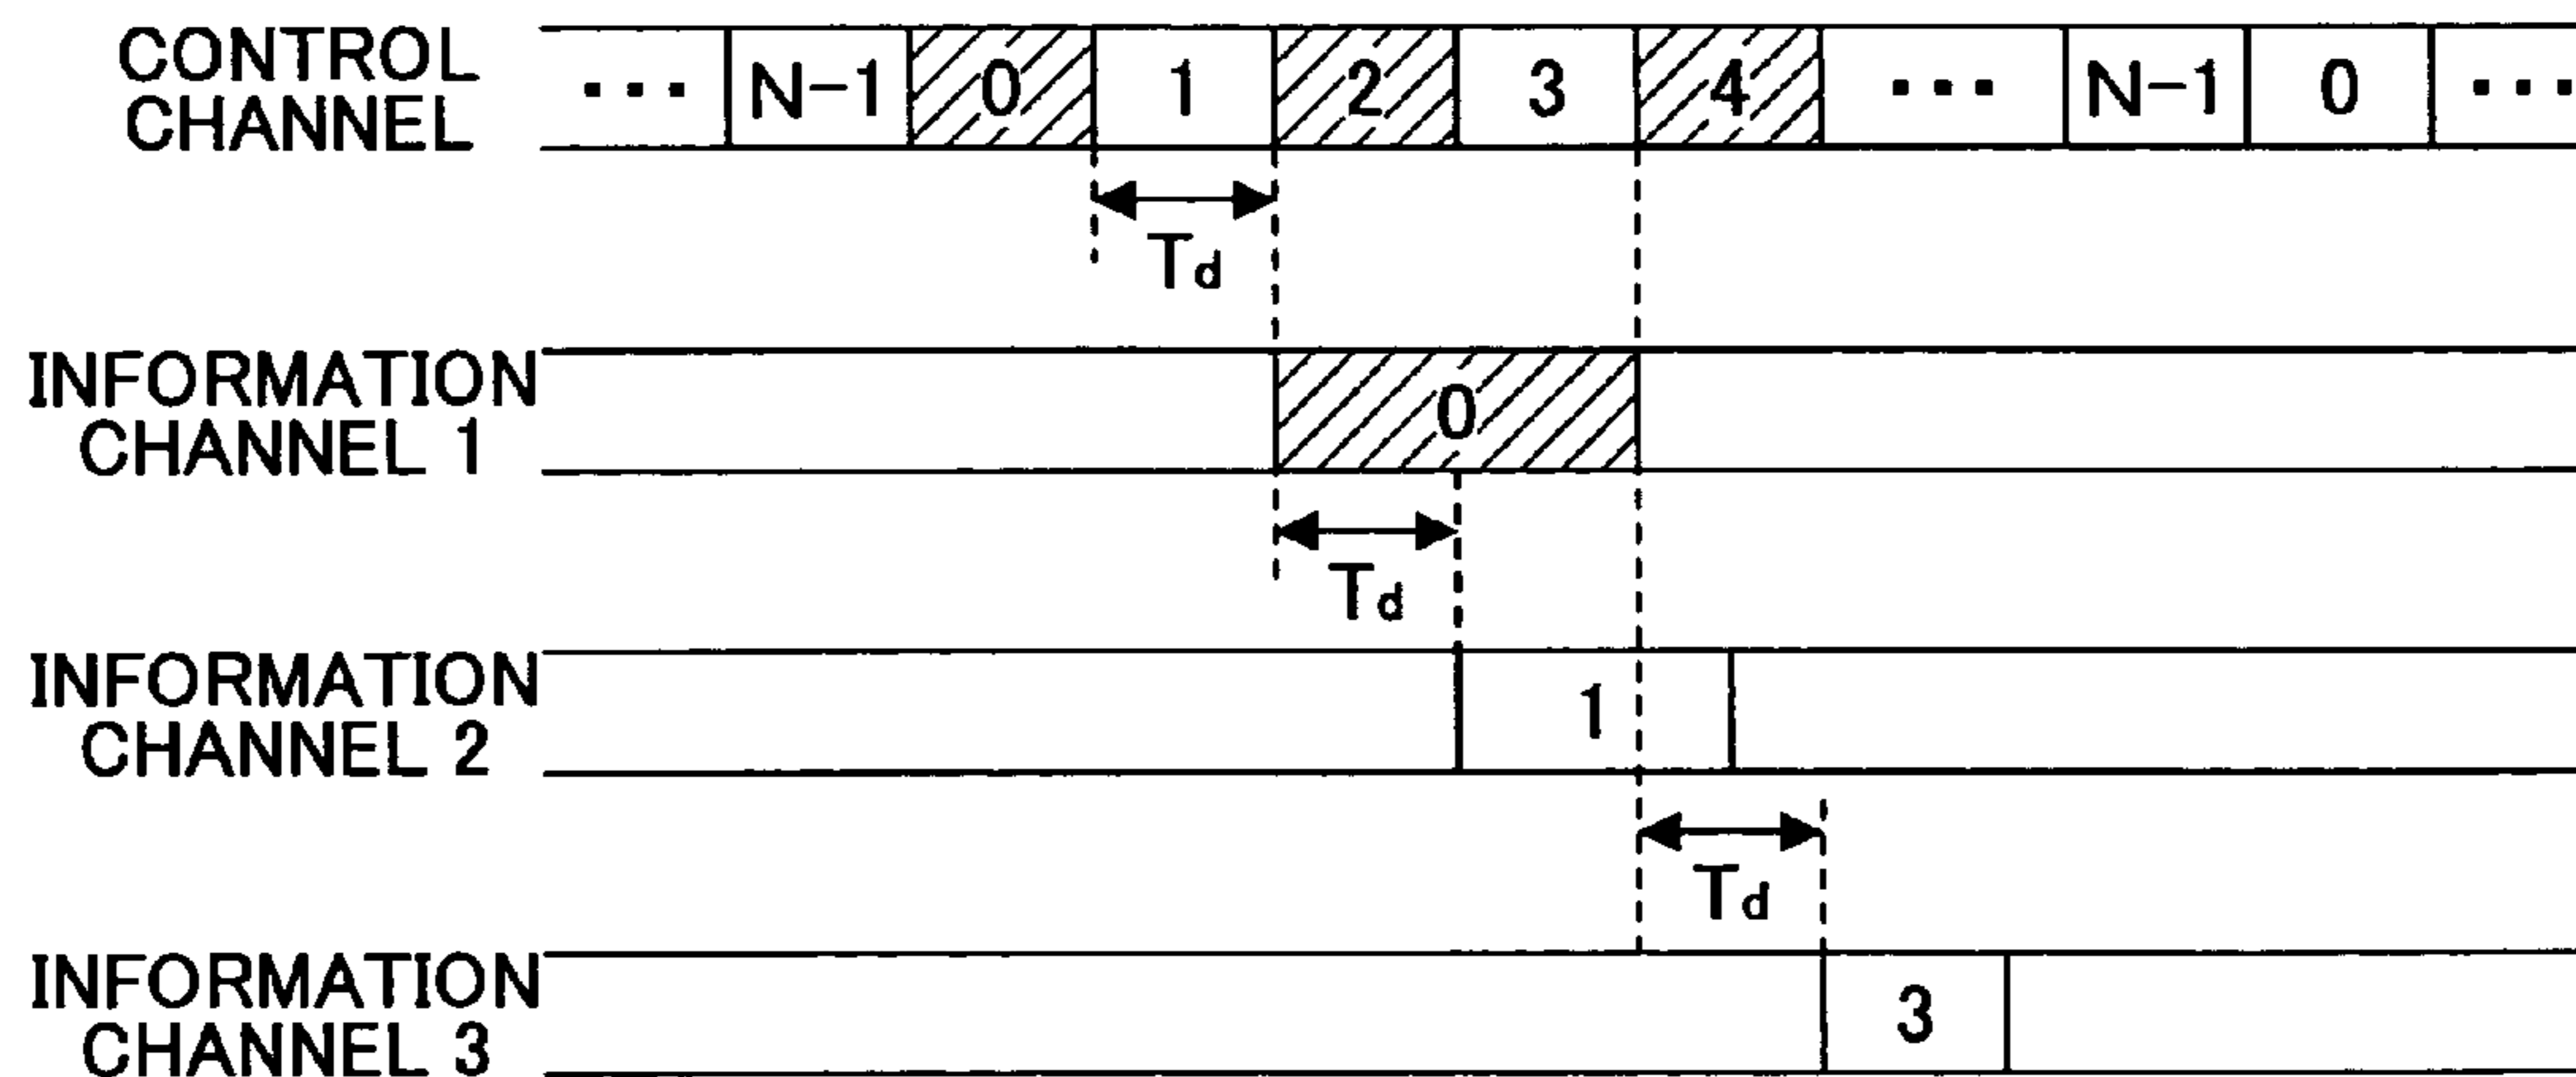 CONTROL
CHANNEL
··· N-1 0 1 2 3 4 ··· N-1 0 ···
Td
INFORMATION
CHANNEL 1
0
Td
INFORMATION
CHANNEL 2
1
Td
INFORMATION
CHANNEL 3
3